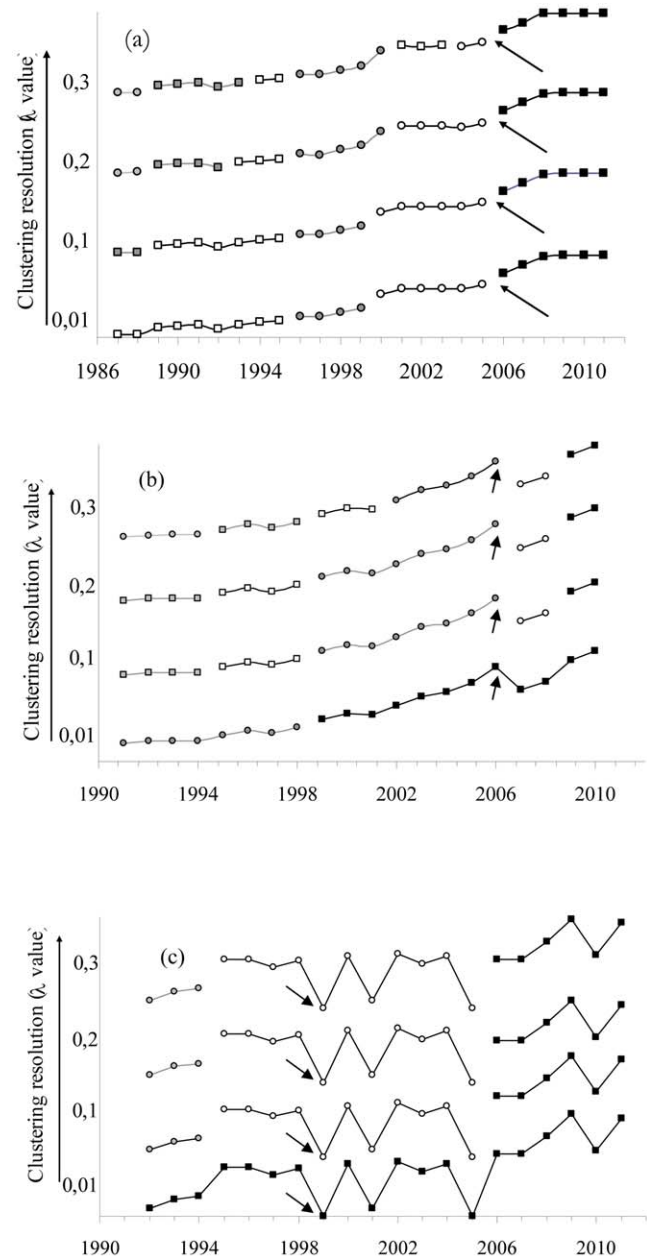 (a)
Clustering resolution (λ value)
0,3
0,2
0,1
0,01
1986 1990 1994 1998 2002 2006 2011
(b)
Clustering resolution (λ value)
0,3
0,2
0,1
0,01
1990 1994 1998 2002 2006 2010
(c)
Clustering resolution (λ value)
0,3
0,2
0,1
0,01
1990 1994 1998 2002 2006 2010